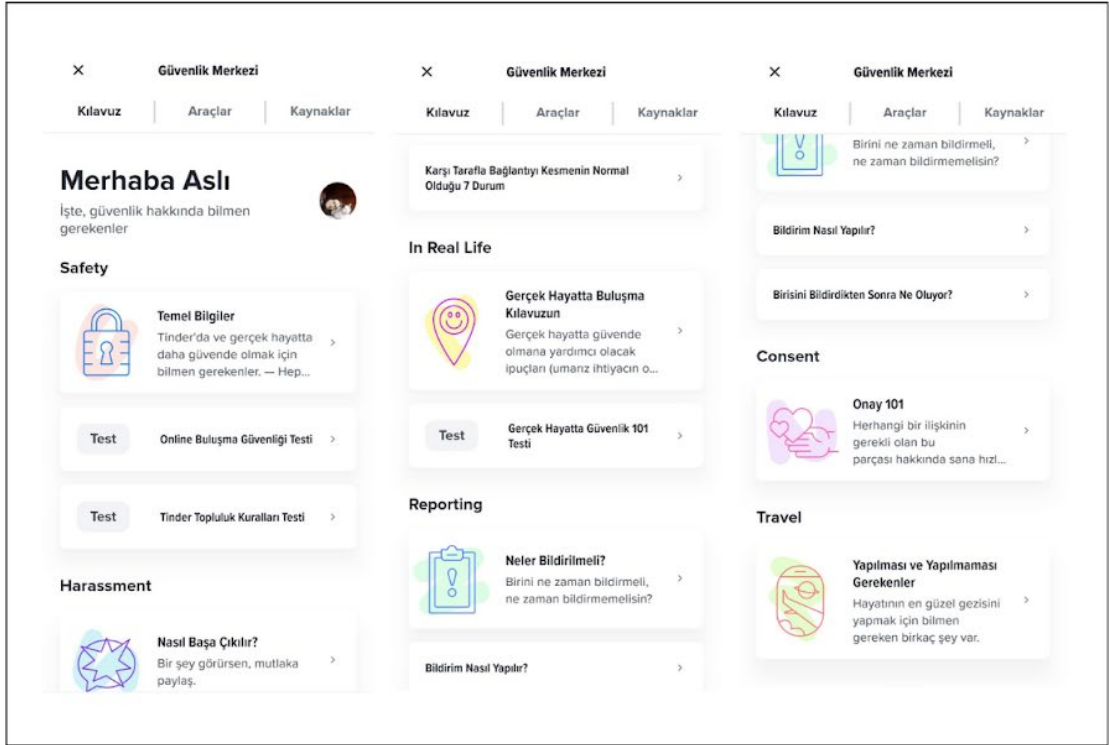 Güvenlik Merkezi
Kılavuz
Araçlar
Kaynaklar
Merhaba Aslı
İşte, güvenlik hakkında bilmen
gerekenler
Safety
Temel Bilgiler
Tinder'da ve gerçek hayatta
daha güvende olmak için
bilmen gerekenler. — Hep...
Test
Online Buluşma Güvenliği Testi
Test
Tinder Topluluk Kuralları Testi
Harassment
Nasıl Başa Çıkılır?
Bir şey görürsen, mutlaka
paylaş.
Güvenlik Merkezi
Kılavuz
Araçlar
Kaynaklar
Karşı Tarafla Bağlantıyı Kesmenin Normal
Olduğu 7 Durum
In Real Life
Gerçek Hayatta Buluşma
Kılavuzun
Gerçek hayatta güvende
olmana yardımcı olacak
ipuçları (umarız ihtiyacın o...
Test
Gerçek Hayatta Güvenlik 101
Testi
Reporting
Neler Bildirilmeli?
Birini ne zaman bildirmeli,
ne zaman bildirmemelisin?
Bildirim Nasıl Yapılır?
Güvenlik Merkezi
Kılavuz
Araçlar
Kaynaklar
Birini ne zaman bildirmeli,
ne zaman bildirmemelisin?
Bildirim Nasıl Yapılır?
Birisini Bildirdikten Sonra Ne Oluyor?
Consent
Onay 101
Herhangi bir ilişkinin
gerekli olan bu
parçası hakkında sana hızl...
Travel
Yapılması ve Yapılmaması
Gerekenler
Hayatının en güzel gezisini
yapmak için bilmen
gereken birkaç şey var.